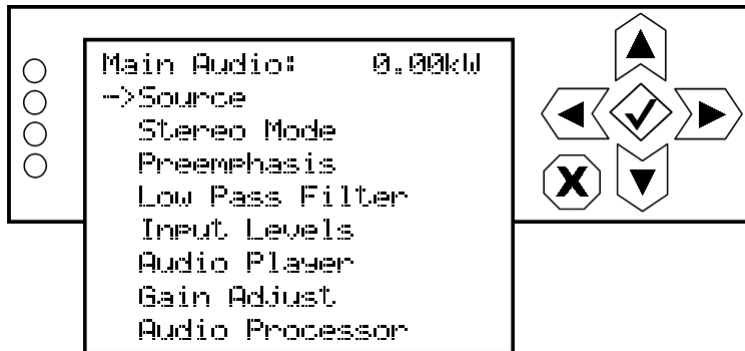 Main Audio: 0.00kW
->Source
Stereo Mode
Preemphasis
Low Pass Filter
Input Levels
Audio Player
Gain Adjust
Audio Processor
X